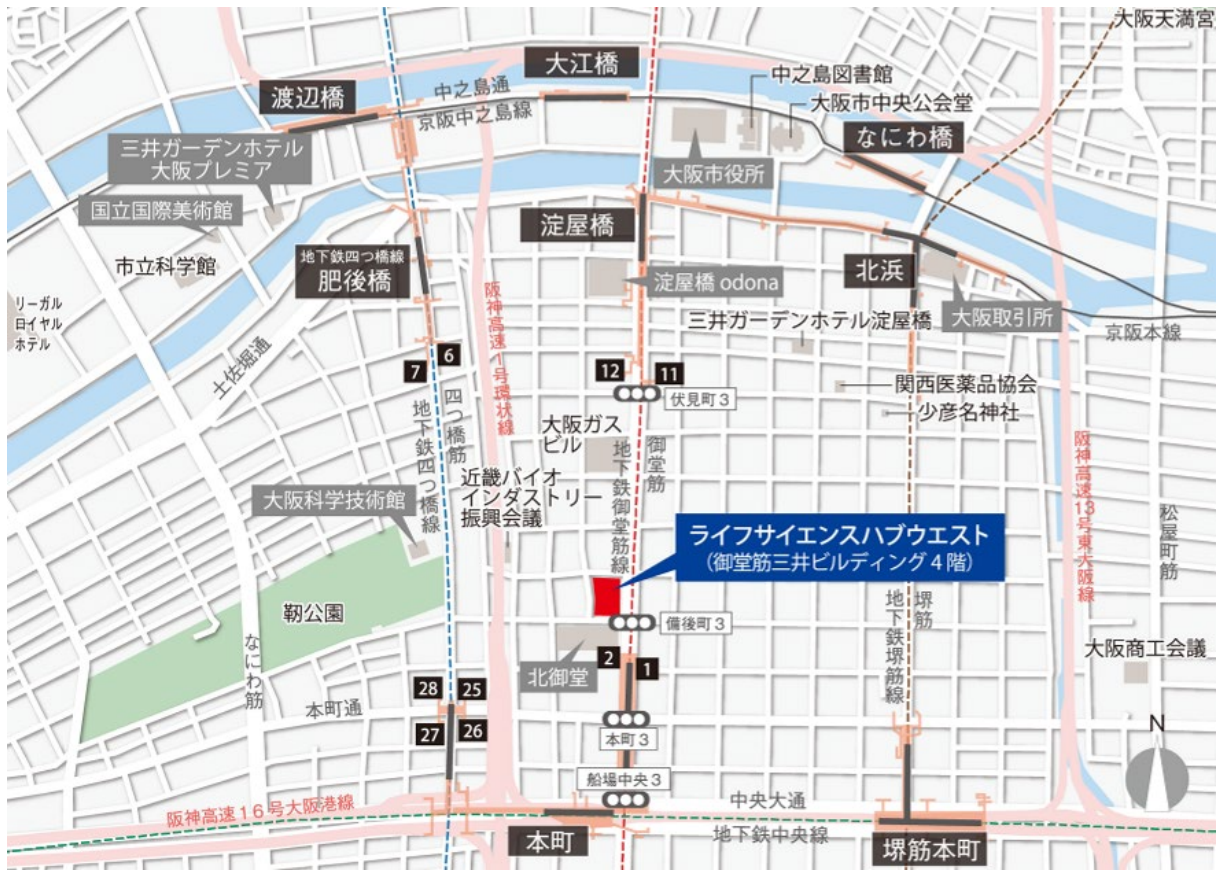 大阪天満宮
大江橋
中之島図書館
渡辺橋
中之島通
京阪中之島線
大阪市中央公会堂
なにわ橋
三井ガーデンホテル
大阪プレミア
大阪市役所
国立国際美術館
淀屋橋
地下鉄四つ橋線
肥後橋
市立科学館
北浜
淀屋橋 odona
リーガル
ロイヤル
ホテル
阪神高速1号環状線
三井ガーデンホテル淀屋橋
大阪取引所
京阪本線
土佐堀通
7
6
12
11
伏見町3
関西医薬品協会
少彦名神社
四つ橋筋
地下鉄四つ橋線
大阪ガス
ビル
御堂筋
地下鉄御堂筋線
阪神高速13号東大阪線
近畿バイオ
インダストリー
振興会議
大阪科学技術館
松屋町筋
ライフサイエンスハブウエスト
(御堂筋三井ビルディング4階)
靭公園
備後町3
堺筋
地下鉄堺筋線
なにわ筋
北御堂
2
1
大阪商工会議
28
25
27
26
本町通
本町3
N
船場中央3
阪神高速16号大阪港線
中央大通
地下鉄中央線
本町
堺筋本町